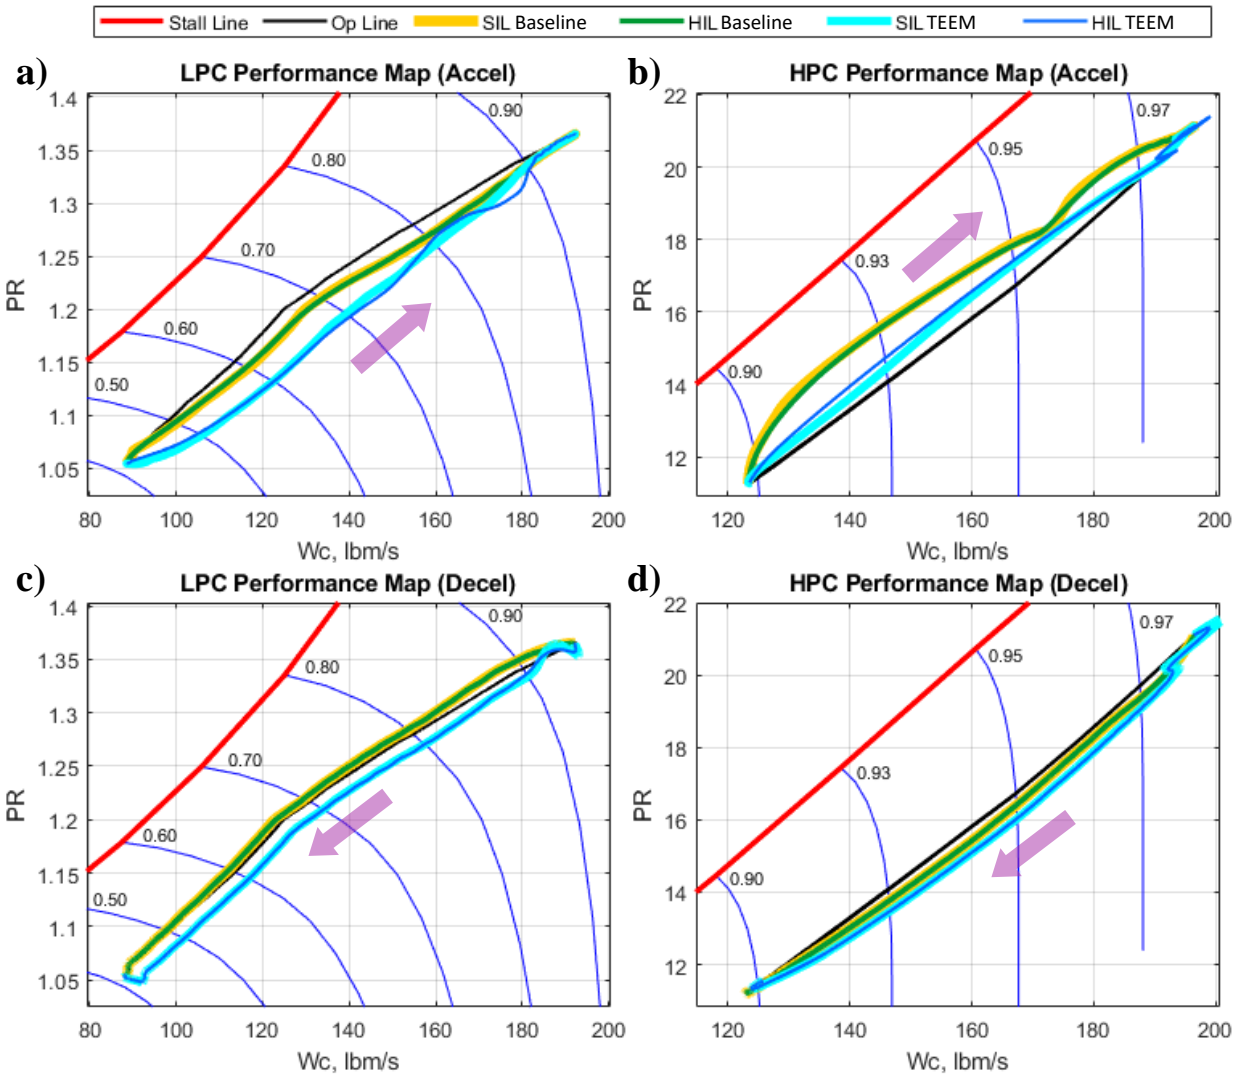 Stall Line Op Line SIL Baseline HIL Baseline SIL TEEM HIL TEEM
a) LPC Performance Map (Accel)
1.4
1.35
1.3
1.25
1.2
1.15
1.1
1.05
PR
0.90
0.80
0.70
0.60
0.50
80 100 120 140 160 180 200
Wc, lbm/s
b) HPC Performance Map (Accel)
22
20
18
16
14
12
PR
0.97
0.95
0.93
0.90
120 140 160 180 200
Wc, lbm/s
c) LPC Performance Map (Decel)
1.4
1.35
1.3
1.25
1.2
1.15
1.1
1.05
PR
0.90
0.80
0.70
0.60
0.50
80 100 120 140 160 180 200
Wc, lbm/s
d) HPC Performance Map (Decel)
22
20
18
16
14
12
PR
0.97
0.95
0.93
0.90
120 140 160 180 200
Wc, lbm/s